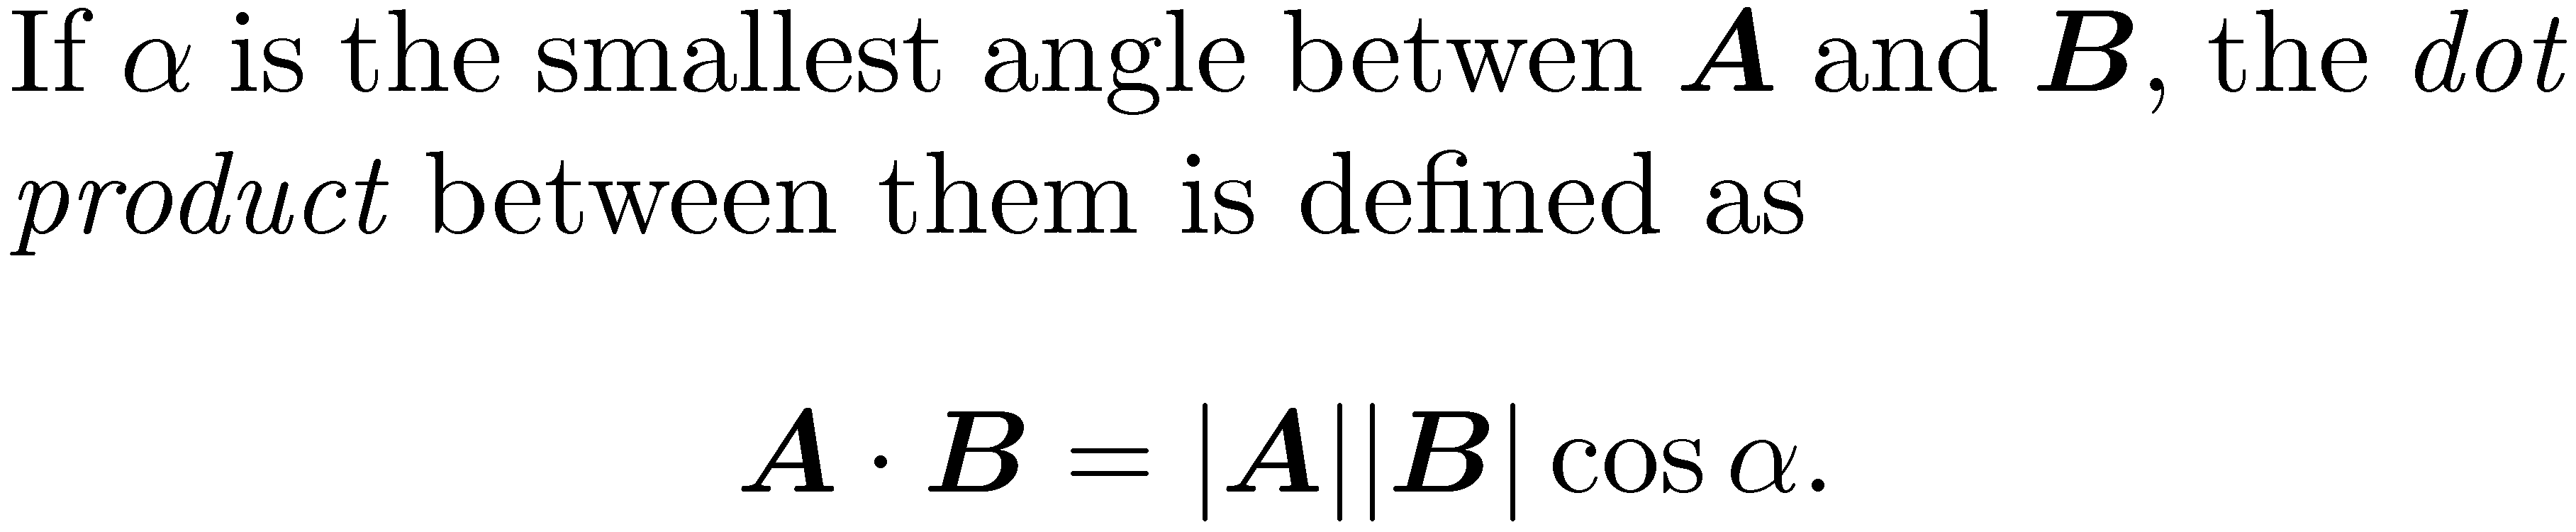 If α is the smallest angle betwen A and B, the dot
product between them is defined as
A · B = |A||B| cos α.